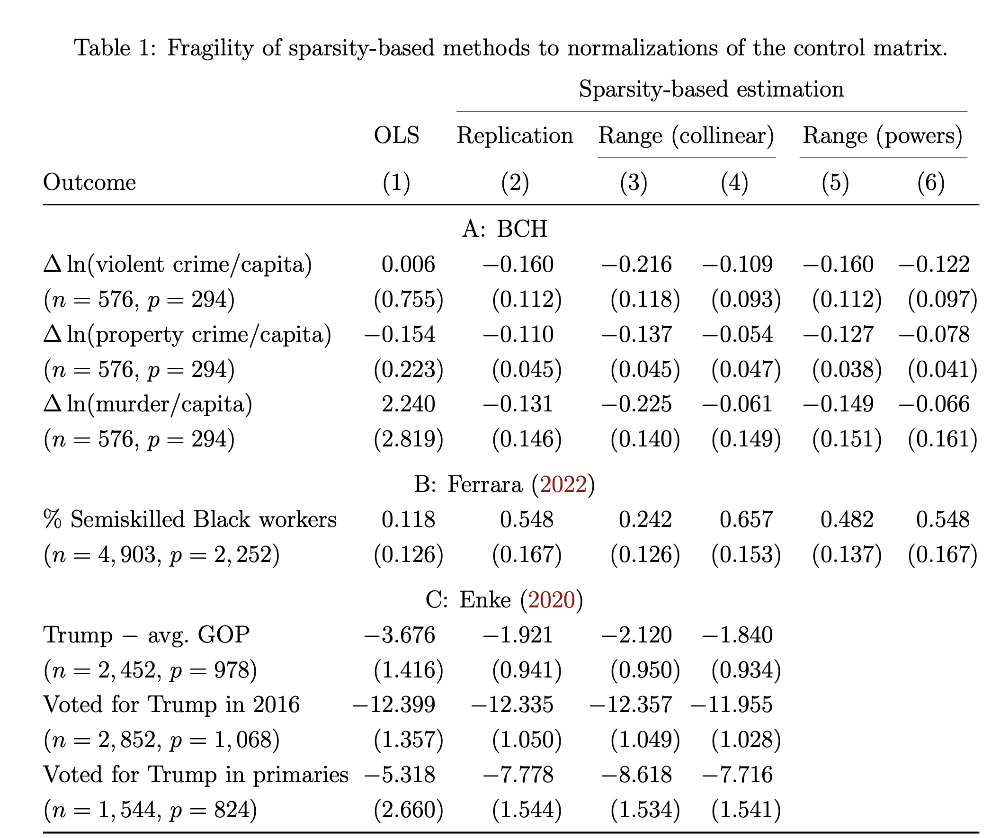 Table 1: Fragility of sparsity-based methods to normalizations of the control matrix.
Sparsity-based estimation
OLS Replication Range (collinear) Range (powers)
Outcome (1) (2) (3) (4) (5) (6)
A: BCH
Δ ln(violent crime/capita) 0.006 −0.160 −0.216 −0.109 −0.160 −0.122
(n = 576, p = 294) (0.755) (0.112) (0.118) (0.093) (0.112) (0.097)
Δ ln(property crime/capita) −0.154 −0.110 −0.137 −0.054 −0.127 −0.078
(n = 576, p = 294) (0.223) (0.045) (0.045) (0.047) (0.038) (0.041)
Δ ln(murder/capita) 2.240 −0.131 −0.225 −0.061 −0.149 −0.066
(n = 576, p = 294) (2.819) (0.146) (0.140) (0.149) (0.151) (0.161)
B: Ferrara (2022)
% Semiskilled Black workers 0.118 0.548 0.242 0.657 0.482 0.548
(n = 4,903, p = 2,252) (0.126) (0.167) (0.126) (0.153) (0.137) (0.167)
C: Enke (2020)
Trump − avg. GOP −3.676 −1.921 −2.120 −1.840
(n = 2,452, p = 978) (1.416) (0.941) (0.950) (0.934)
Voted for Trump in 2016 −12.399 −12.335 −12.357 −11.955
(n = 2,852, p = 1,068) (1.357) (1.050) (1.049) (1.028)
Voted for Trump in primaries −5.318 −7.778 −8.618 −7.716
(n = 1,544, p = 824) (2.660) (1.544) (1.534) (1.541)